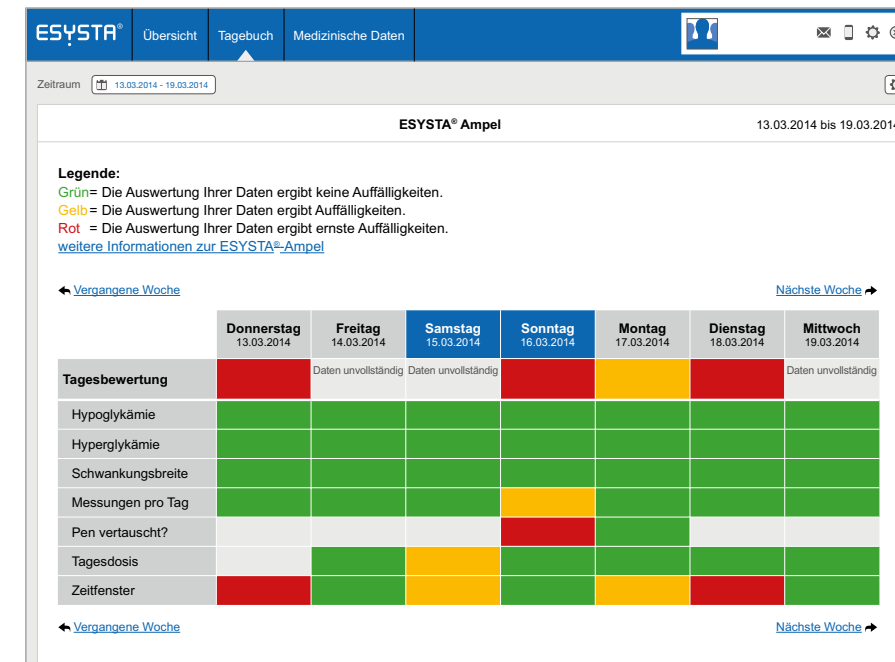 ESYSTA® Übersicht Tagebuch Medizinische Daten
Zeitraum 13.03.2014 - 19.03.2014
ESYSTA® Ampel 13.03.2014 bis 19.03.2014
Legende:
Grün= Die Auswertung Ihrer Daten ergibt keine Auffälligkeiten.
Gelb= Die Auswertung Ihrer Daten ergibt Auffälligkeiten.
Rot = Die Auswertung Ihrer Daten ergibt ernste Auffälligkeiten.
weitere Informationen zur ESYSTA®-Ampel
Vergangene Woche Nächste Woche
Donnerstag Freitag Samstag Sonntag Montag Dienstag Mittwoch
13.03.2014 14.03.2014 15.03.2014 16.03.2014 17.03.2014 18.03.2014 19.03.2014
Tagesbewertung Daten unvollständig Daten unvollständig Daten unvollständig
Hypoglykämie
Hyperglykämie
Schwankungsbreite
Messungen pro Tag
Pen vertauscht?
Tagesdosis
Zeitfenster
Vergangene Woche Nächste Woche